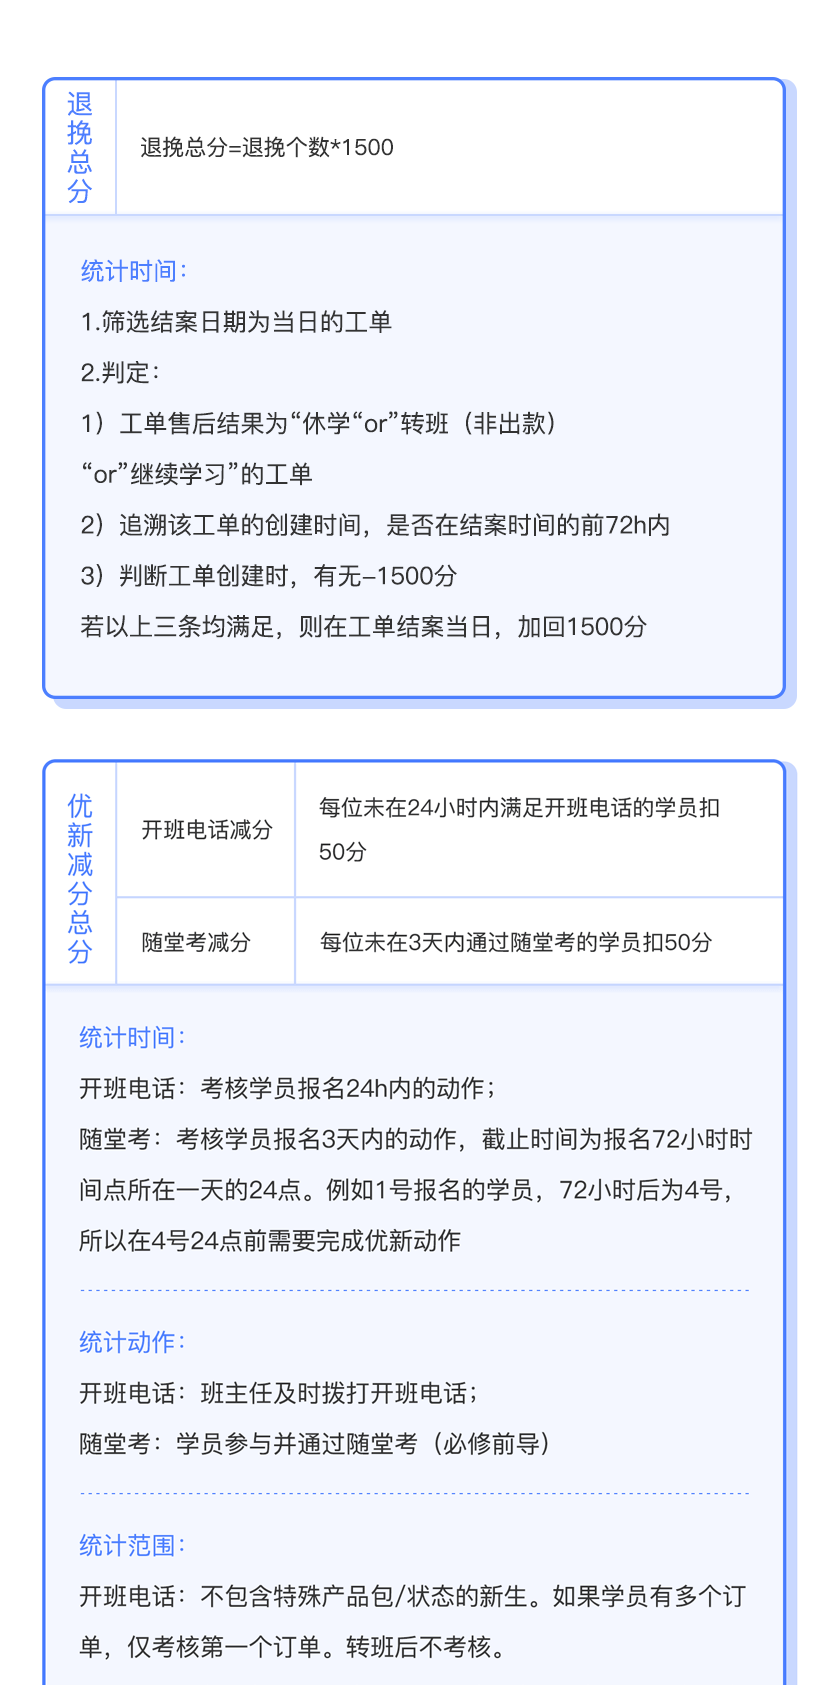 退挽总分
退挽总分=退挽个数*1500
统计时间：
1.筛选结案日期为当日的工单
2.判定：
1）工单售后结果为“休学“or”转班（非出款）
“or”继续学习”的工单
2）追溯该工单的创建时间，是否在结案时间的前72h内
3）判断工单创建时，有无-1500分
若以上三条均满足，则在工单结案当日，加回1500分
优新减分总分
开班电话减分
每位未在24小时内满足开班电话的学员扣
50分
随堂考减分
每位未在3天内通过随堂考的学员扣50分
统计时间：
开班电话：考核学员报名24h内的动作；
随堂考：考核学员报名3天内的动作，截止时间为报名72小时时
间点所在一天的24点。例如1号报名的学员，72小时后为4号，
所以在4号24点前需要完成优新动作
统计动作：
开班电话：班主任及时拨打开班电话；
随堂考：学员参与并通过随堂考（必修前导）
统计范围：
开班电话：不包含特殊产品包/状态的新生。如果学员有多个订
单，仅考核第一个订单。转班后不考核。